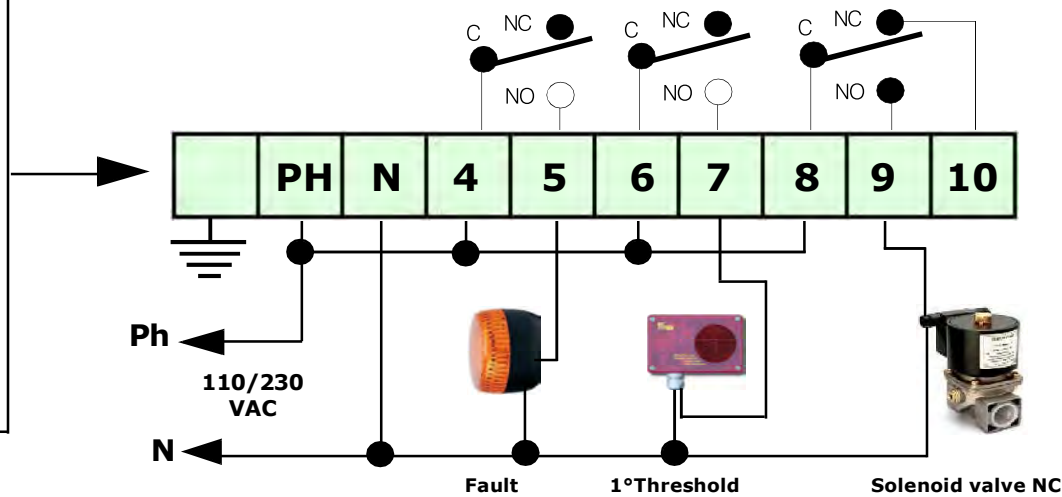 C NC C NC C NC
NO NO NO
PH N 4 5 6 7 8 9 10
Ph
110/230
VAC
N
Fault 1°Threshold Solenoid valve NC